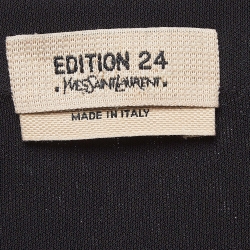 EDITION 24
YVESSAINTLAURENT
MADE IN ITALY